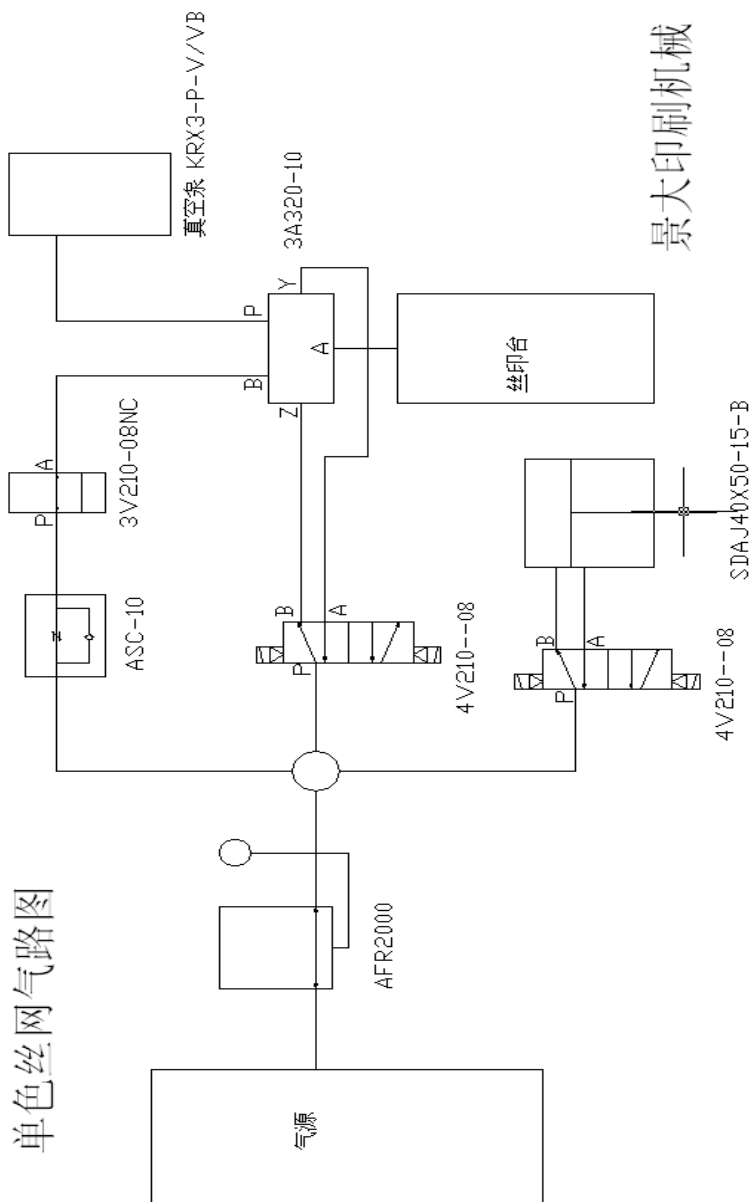 单色丝网气路图
气源
AFR2000
ASC-10
P
A
3V210-08NC
真空泵 KRX3-P-V/VB
P
B
A
4V210--08
Z
B
P
Y
A
3A320-10
丝印台
P
B
A
4V210--08
SDAJ40X50-15-B
景大印刷机械